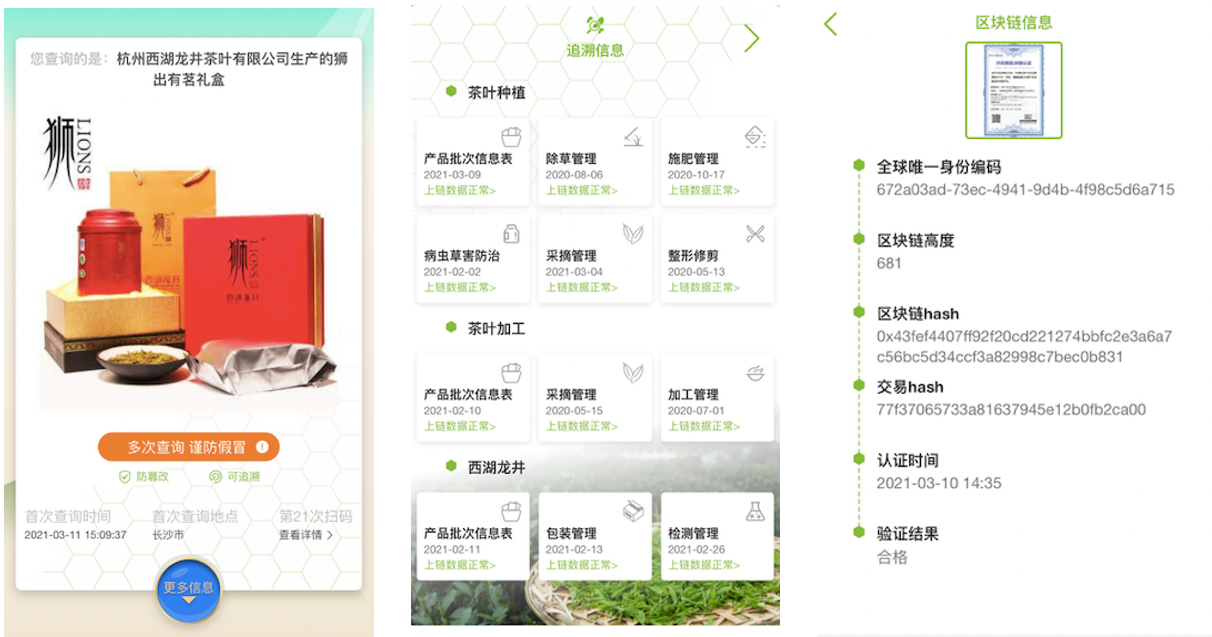 您查询的是：杭州西湖龙井茶叶有限公司生产的狮
出有茗礼盒
狮
LIONS
狮
LIONS
西湖龙井
狮
LIONS
西湖龙井
多次查询 谨防假冒 !
防篡改
可追溯
首次查询时间
首次查询地点
第21次扫码
2021-03-11 15:09:37
长沙市
查看详情 >
更多信息
追溯信息
茶叶种植
产品批次信息表
2021-03-09
上链数据正常>
除草管理
2020-08-06
上链数据正常>
施肥管理
2020-10-17
上链数据正常>
病虫草害防治
2021-02-02
上链数据正常>
采摘管理
2021-03-04
上链数据正常>
整形修剪
2020-05-13
上链数据正常>
茶叶加工
产品批次信息表
2021-02-10
上链数据正常>
采摘管理
2020-05-15
上链数据正常>
加工管理
2020-07-01
上链数据正常>
西湖龙井
产品批次信息表
2021-02-11
上链数据正常>
包装管理
2021-02-13
上链数据正常>
检测管理
2021-02-26
上链数据正常>
区块链信息
全球唯一身份编码
672a03ad-73ec-4941-9d4b-4f98c5d6a715
区块链高度
681
区块链hash
0x43fef4407ff92f20cd221274bbfc2e3a6a7
c56bc5d34ccf3a82998c7bec0b831
交易hash
77f37065733a81637945e12b0fb2ca00
认证时间
2021-03-10 14:35
验证结果
合格